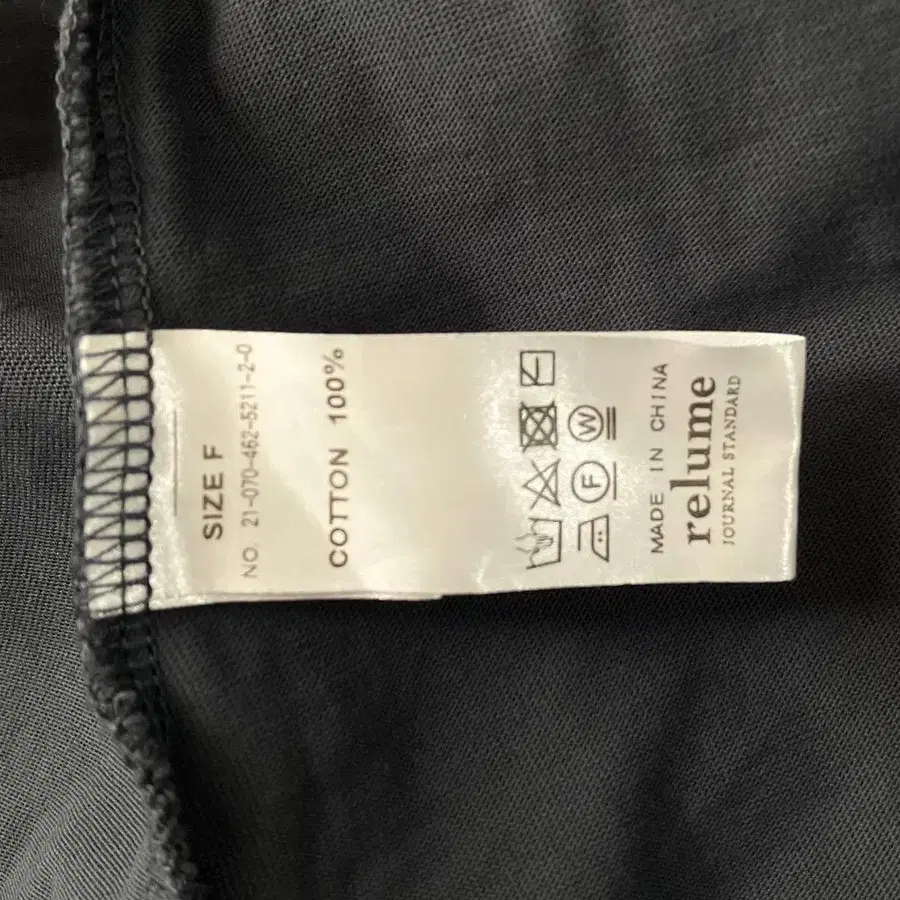 SIZE F
NO. 21-070-462-5211-2-0
COTTON 100%
W
F
MADE IN CHINA
relume
JOURNAL STANDARD